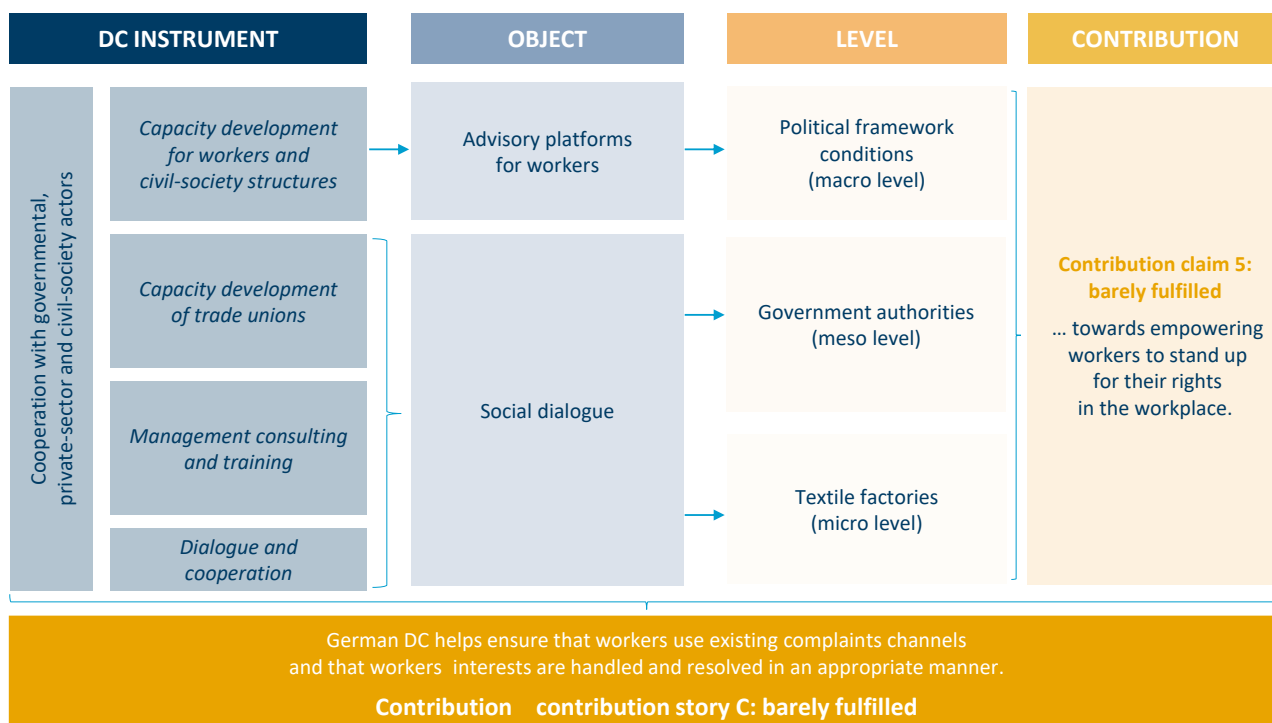 DC INSTRUMENT
OBJECT
LEVEL
CONTRIBUTION
Cooperation with governmental,
private-sector and civil-society actors
Capacity development
for workers and
civil-society structures
Advisory platforms
for workers
Political framework
conditions
(macro level)
Capacity development
of trade unions
Management consulting
and training
Dialogue and
cooperation
Social dialogue
Government authorities
(meso level)
Textile factories
(micro level)
Contribution claim 5:
barely fulfilled
... towards empowering
workers to stand up
for their rights
in the workplace.
German DC helps ensure that workers use existing complaints channels
and that workers interests are handled and resolved in an appropriate manner.
Contribution contribution story C: barely fulfilled